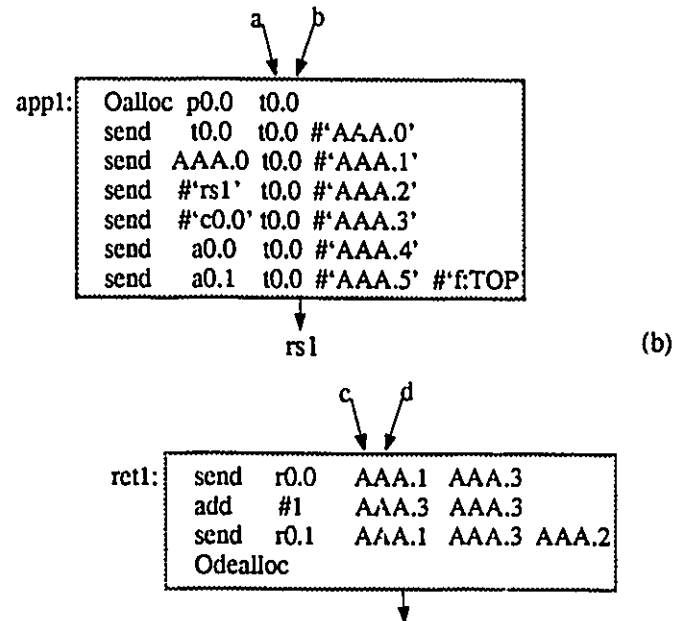 a b
app1: Oalloc p0.0 t0.0
send t0.0 t0.0 #'AAA.0'
send AAA.0 t0.0 #'AAA.1'
send #'rs1' t0.0 #'AAA.2'
send #'c0.0' t0.0 #'AAA.3'
send a0.0 t0.0 #'AAA.4'
send a0.1 t0.0 #'AAA.5' #'f:TOP'
rs1
(b)
c d
ret1: send r0.0 AAA.1 AAA.3
add #1 AAA.3 AAA.3
send r0.1 AAA.1 AAA.3 AAA.2
Odealloc